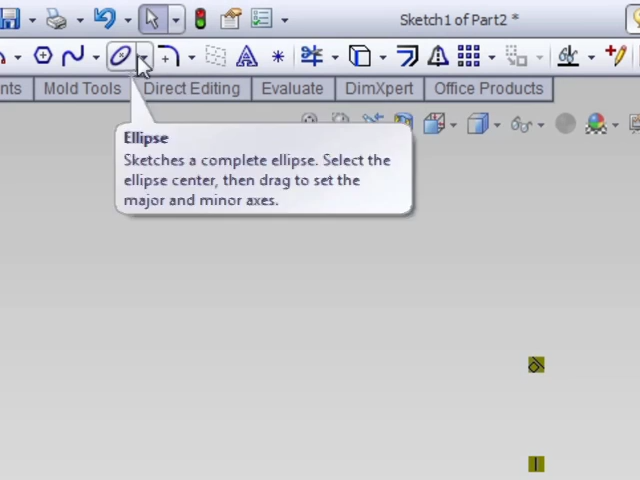 Sketch1 of Part2 *
nts
Mold Tools
Direct Editing
Evaluate
DimXpert
Office Products
Ellipse
Sketches a complete ellipse. Select the
ellipse center, then drag to set the
major and minor axes.